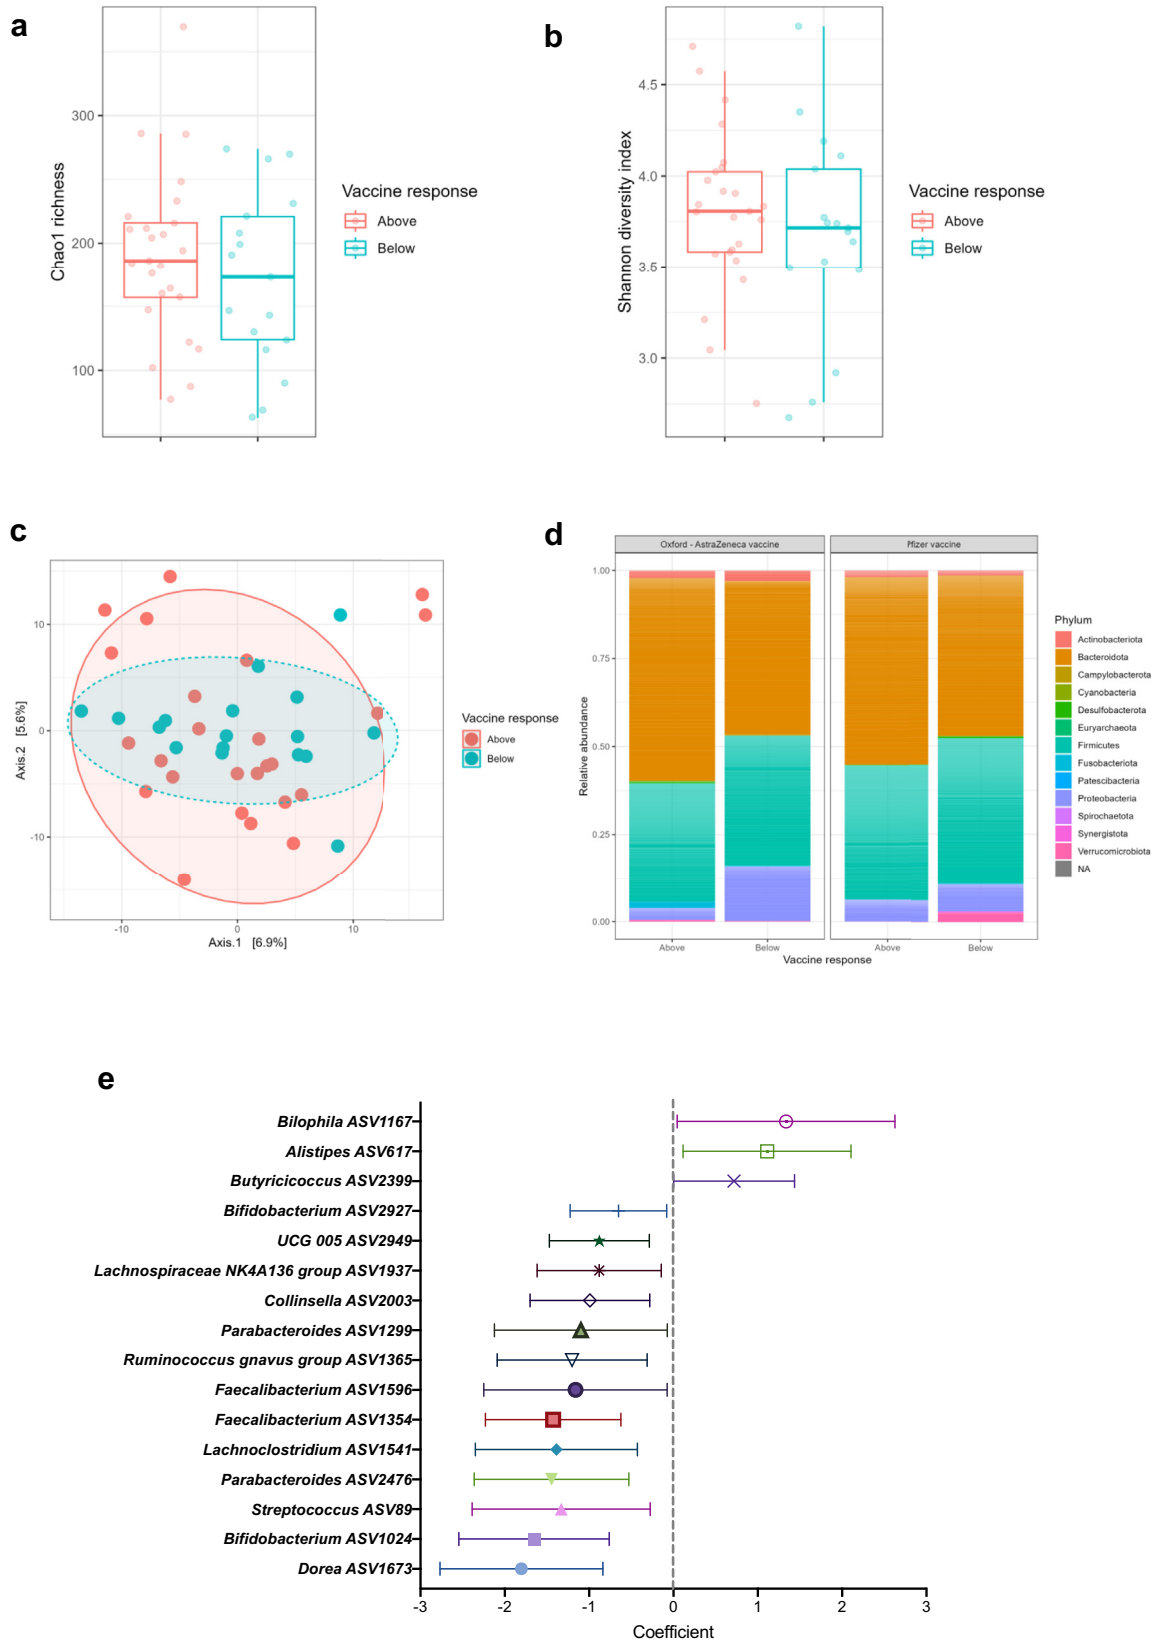 a
300
200
100
Chao1 richness
Vaccine response
Above
Below
b
4.5
4.0
3.5
3.0
Shannon diversity index
Vaccine response
Above
Below
c
10
0
-10
Axis.2 [5.6%]
-10
0
10
Axis.1 [6.9%]
Vaccine response
Above
Below
d
Oxford - AstraZeneca vaccine
Pfizer vaccine
1.00
0.75
0.50
0.25
0.00
Relative abundance
Above
Below
Above
Below
Vaccine response
Phylum
Actinobacteriota
Bacteroidota
Campylobacterota
Cyanobacteria
Desulfobacterota
Euryarchaeota
Firmicutes
Fusobacteriota
Patescibacteria
Proteobacteria
Spirochaetota
Synergistota
Verrucomicrobiota
NA
e
Bilophila ASV1167
Alistipes ASV617
Butyricicoccus ASV2399
Bifidobacterium ASV2927
UCG 005 ASV2949
Lachnospiraceae NK4A136 group ASV1937
Collinsella ASV2003
Parabacteroides ASV1299
Ruminococcus gnavus group ASV1365
Faecalibacterium ASV1596
Faecalibacterium ASV1354
Lachnoclostridium ASV1541
Parabacteroides ASV2476
Streptococcus ASV89
Bifidobacterium ASV1024
Dorea ASV1673
-3
-2
-1
0
1
2
3
Coefficient